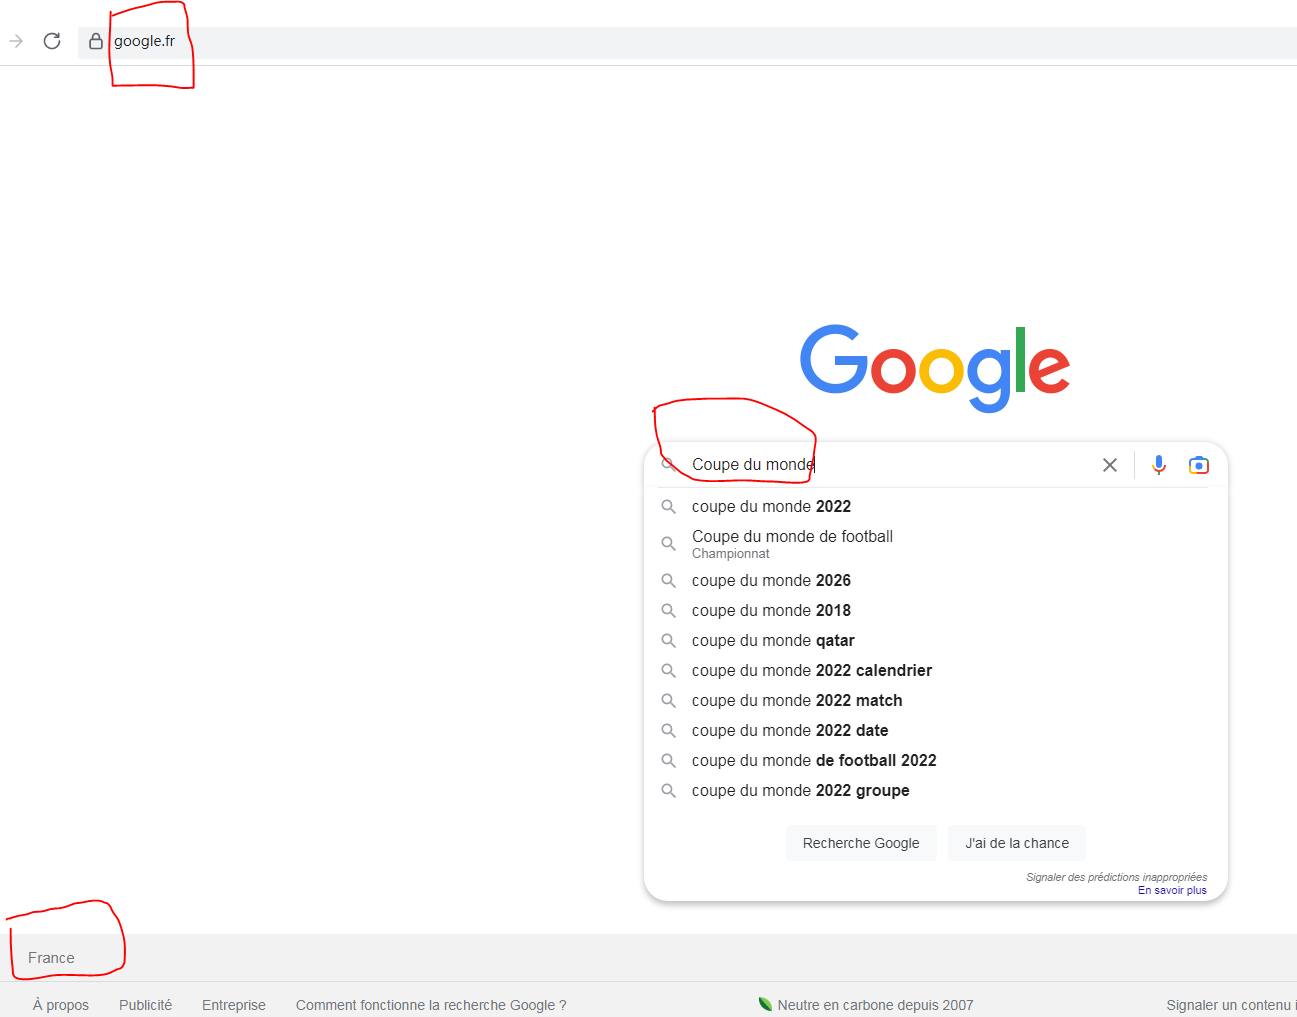 google.fr
Google
Coupe du monde
coupe du monde 2022
Coupe du monde de football
Championnat
coupe du monde 2026
coupe du monde 2018
coupe du monde qatar
coupe du monde 2022 calendrier
coupe du monde 2022 match
coupe du monde 2022 date
coupe du monde de football 2022
coupe du monde 2022 groupe
Recherche Google J'ai de la chance
Signaler des prédictions inappropriées
En savoir plus
France
À propos Publicité Entreprise Comment fonctionne la recherche Google ? Neutre en carbone depuis 2007 Signaler un contenu i